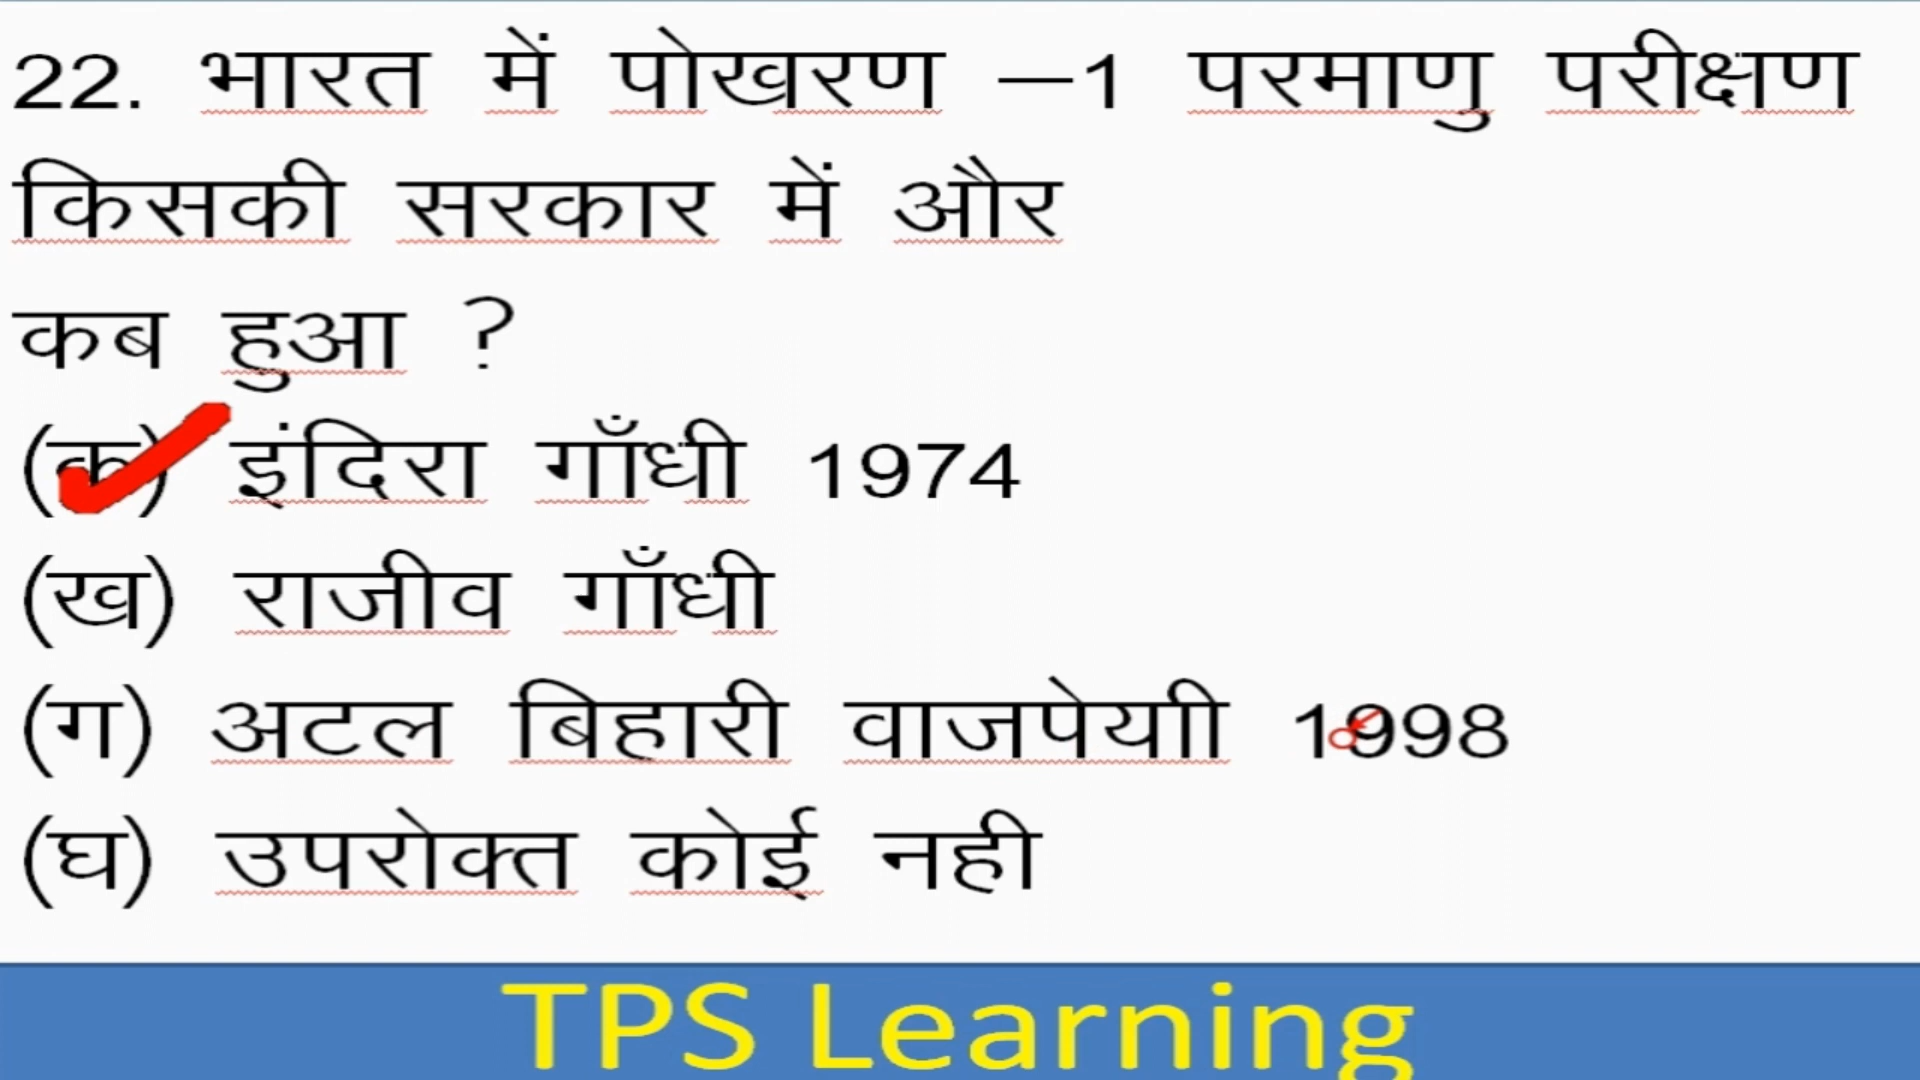 22. भारत में पोखरण –1 परमाणु परीक्षण
किसकी सरकार में और
कब हुआ ?
(क) इंदिरा गाँधी 1974
(ख) राजीव गाँधी
(ग) अटल बिहारी वाजपेयाी 1998
(घ) उपरोक्त कोई नही
TPS Learning